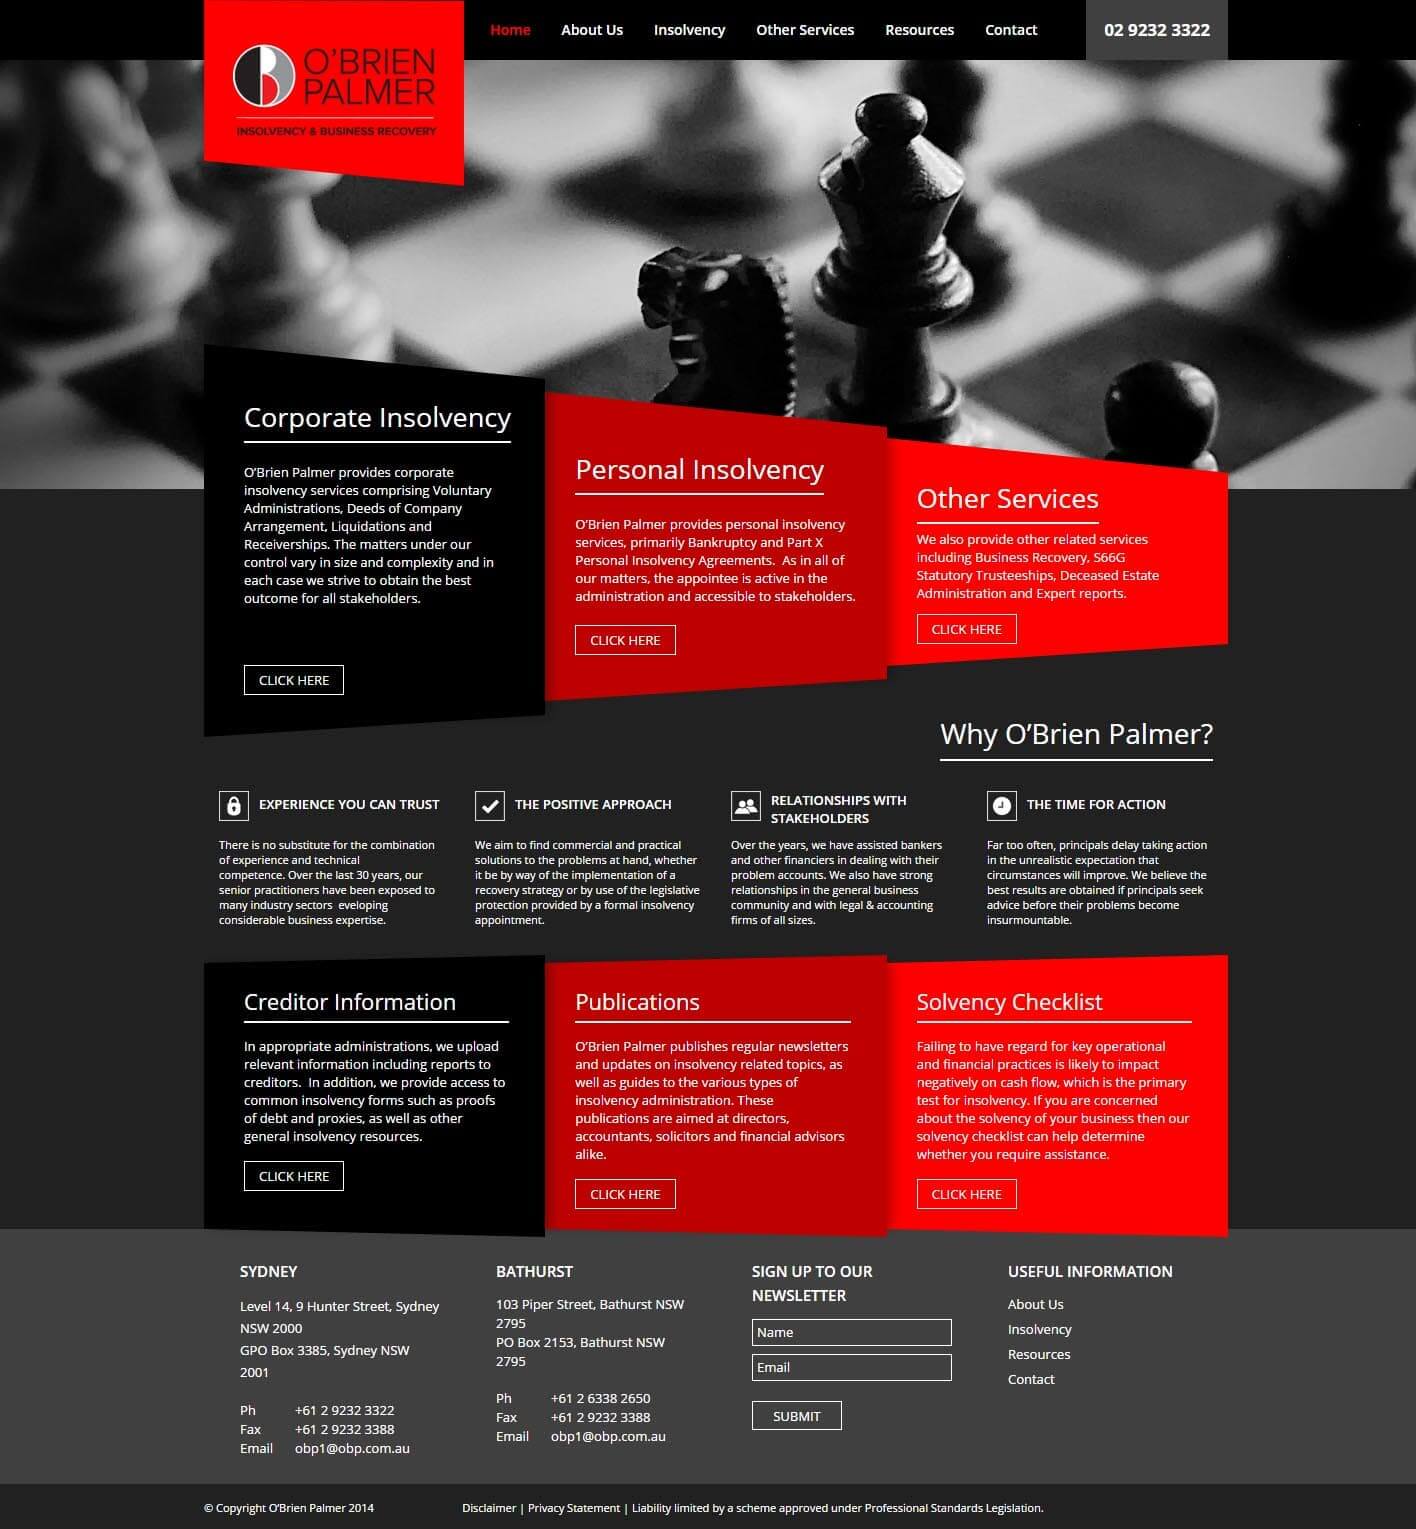 Home
About Us
Insolvency
Other Services
Resources
Contact
02 9232 3322
O'BRIEN
PALMER
INSOLVENCY & BUSINESS RECOVERY
Corporate Insolvency
O'Brien Palmer provides corporate
insolvency services comprising Voluntary
Administrations, Deeds of Company
Arrangement, Liquidations and
Receiverships. The matters under our
control vary in size and complexity and in
each case we strive to obtain the best
outcome for all stakeholders.
CLICK HERE
Personal Insolvency
O'Brien Palmer provides personal insolvency
services, primarily Bankruptcy and Part X
Personal Insolvency Agreements.  As in all of
our matters, the appointee is active in the
administration and accessible to stakeholders.
CLICK HERE
Other Services
We also provide other related services
including Business Recovery, S66G
Statutory Trusteeships, Deceased Estate
Administration and Expert reports.
CLICK HERE
Why O'Brien Palmer?
EXPERIENCE YOU CAN TRUST
There is no substitute for the combination
of experience and technical
competence. Over the last 30 years, our
senior practitioners have been exposed to
many industry sectors  eveloping
considerable business expertise.
THE POSITIVE APPROACH
We aim to find commercial and practical
solutions to the problems at hand, whether
it be by way of the implementation of a
recovery strategy or by use of the legislative
protection provided by a formal insolvency
appointment.
RELATIONSHIPS WITH
STAKEHOLDERS
Over the years, we have assisted bankers
and other financiers in dealing with their
problem accounts. We also have strong
relationships in the general business
community and with legal & accounting
firms of all sizes.
THE TIME FOR ACTION
Far too often, principals delay taking action
in the unrealistic expectation that
circumstances will improve. We believe the
best results are obtained if principals seek
advice before their problems become
insurmountable.
Creditor Information
In appropriate administrations, we upload
relevant information including reports to
creditors.  In addition, we provide access to
common insolvency forms such as proofs
of debt and proxies, as well as other
general insolvency resources.
CLICK HERE
Publications
O'Brien Palmer publishes regular newsletters
and updates on insolvency related topics, as
well as guides to the various types of
insolvency administration. These
publications are aimed at directors,
accountants, solicitors and financial advisors
alike.
CLICK HERE
Solvency Checklist
Failing to have regard for key operational
and financial practices is likely to impact
negatively on cash flow, which is the primary
test for insolvency. If you are concerned
about the solvency of your business then our
solvency checklist can help determine
whether you require assistance.
CLICK HERE
SYDNEY
Level 14, 9 Hunter Street, Sydney
NSW 2000
GPO Box 3385, Sydney NSW
2001
Ph +61 2 9232 3322
Fax +61 2 9232 3388
Email obp1@obp.com.au
BATHURST
103 Piper Street, Bathurst NSW
2795
PO Box 2153, Bathurst NSW
2795
Ph +61 2 6338 2650
Fax +61 2 9232 3388
Email obp1@obp.com.au
SIGN UP TO OUR
NEWSLETTER
Name
Email
SUBMIT
USEFUL INFORMATION
About Us
Insolvency
Resources
Contact
© Copyright O'Brien Palmer 2014
Disclaimer | Privacy Statement | Liability limited by a scheme approved under Professional Standards Legislation.